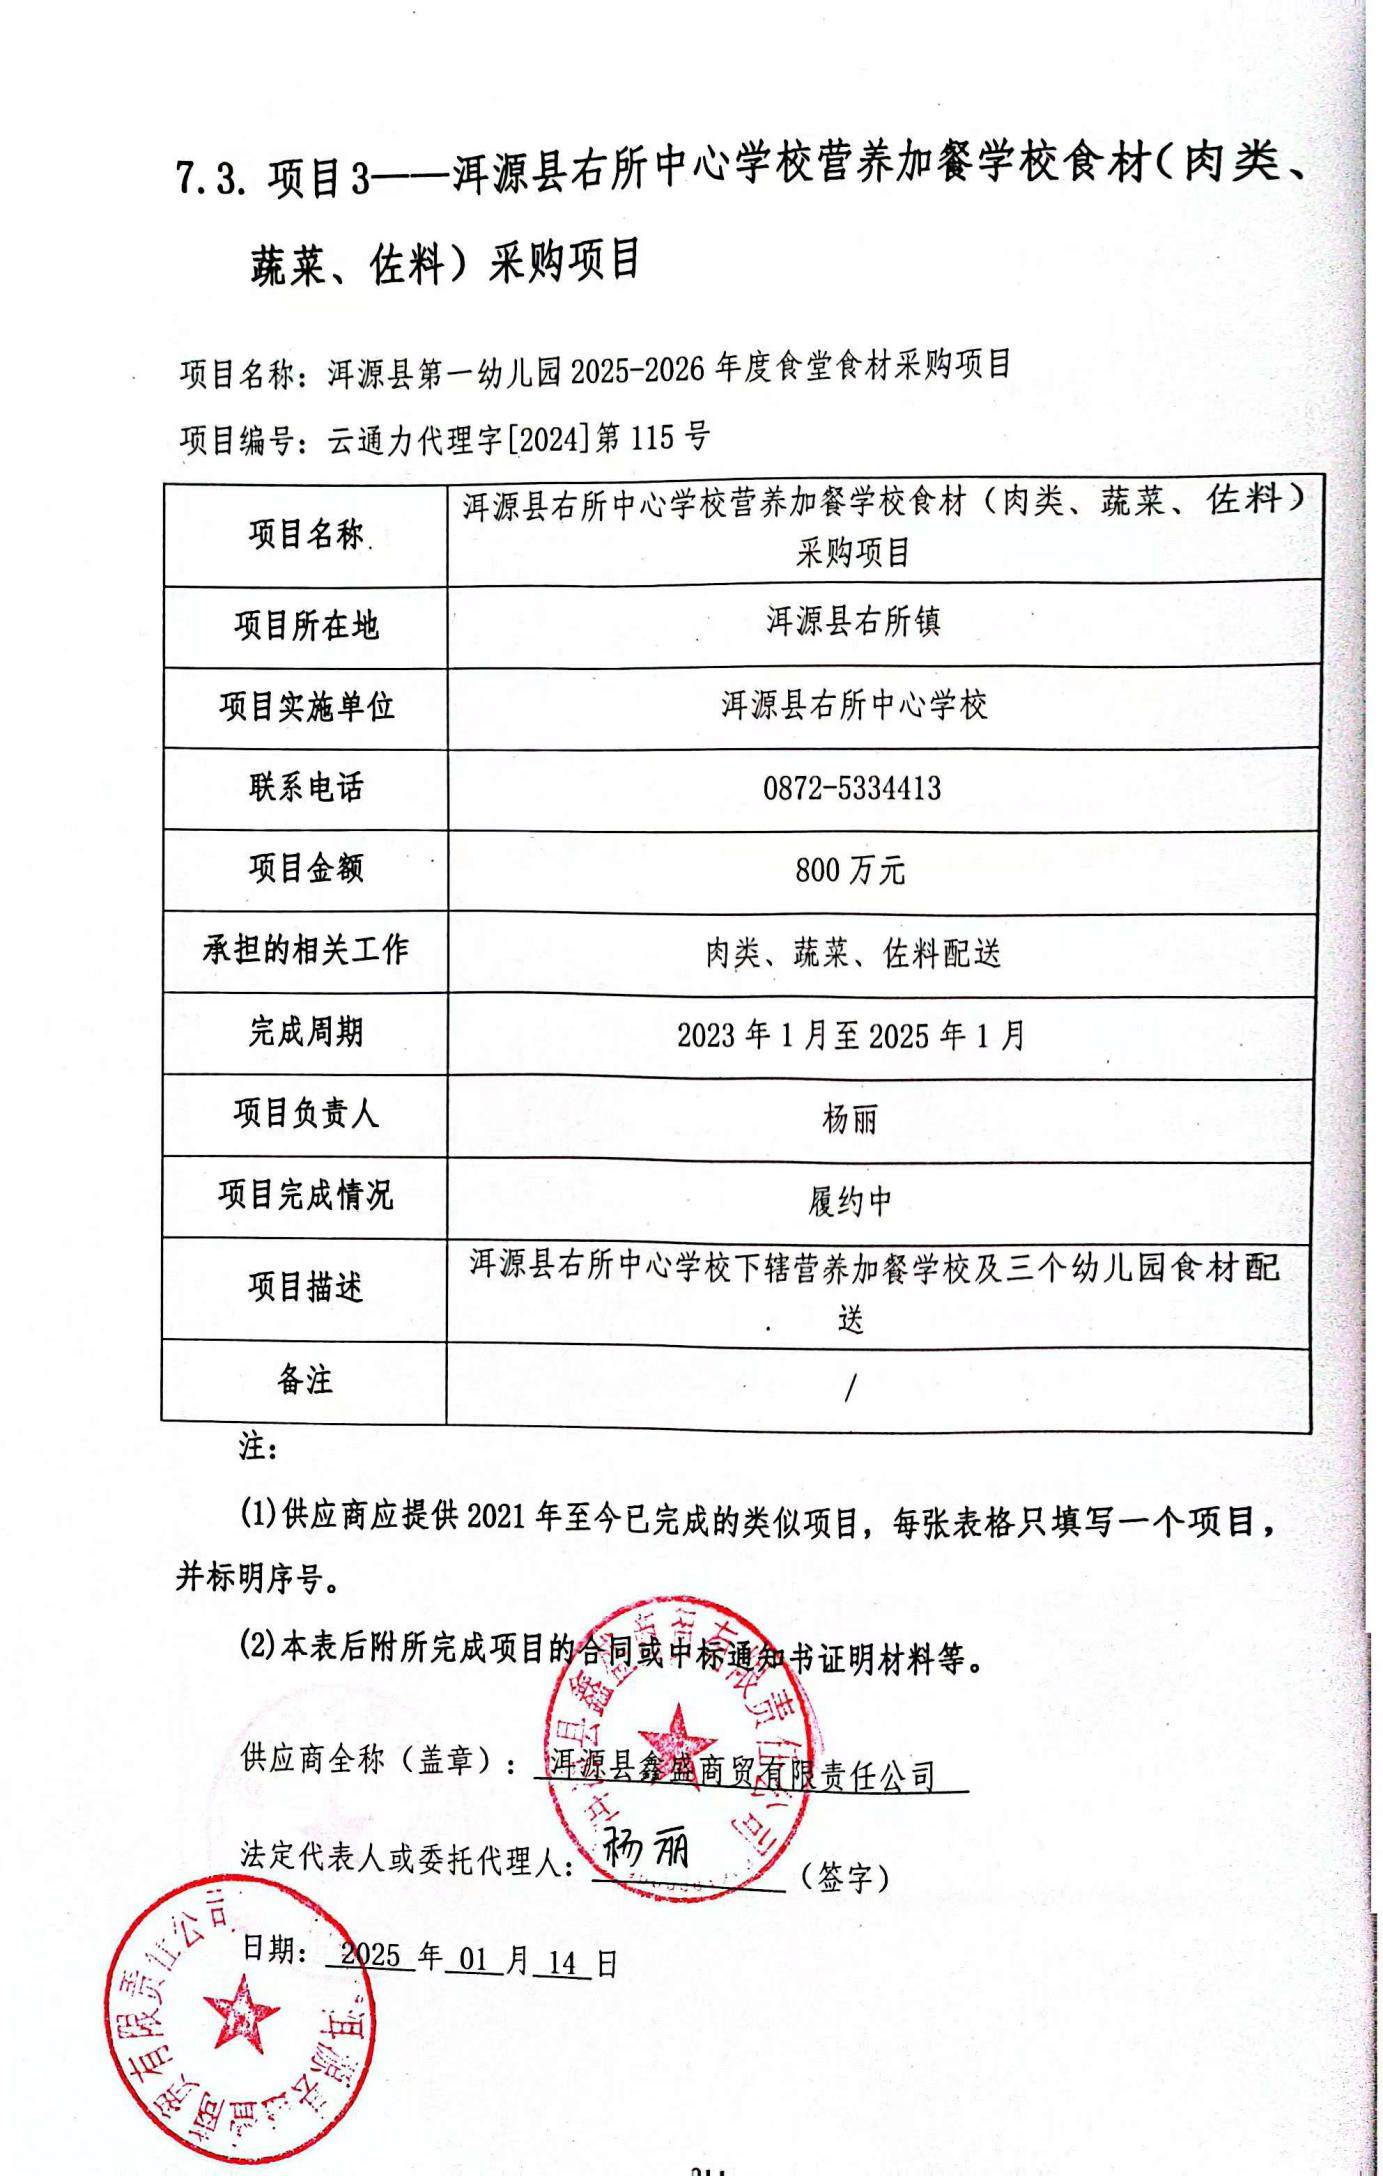 7.3. 项目3——洱源县右所中心学校营养加餐学校食材(肉类、
蔬菜、佐料）采购项目
项目名称：洱源县第一幼儿园2025-2026年度食堂食材采购项目
项目编号：云通力代理字[2024]第115号
项目名称 洱源县右所中心学校营养加餐学校食材（肉类、蔬菜、佐料）
采购项目
项目所在地 洱源县右所镇
项目实施单位 洱源县右所中心学校
联系电话 0872-5334413
项目金额 800万元
承担的相关工作 肉类、蔬菜、佐料配送
完成周期 2023年1月至2025年1月
项目负责人 杨丽
项目完成情况 履约中
项目描述 洱源县右所中心学校下辖营养加餐学校及三个幼儿园食材配
送
备注 /
注：
(1)供应商应提供2021年至今已完成的类似项目，每张表格只填写一个项目，
并标明序号。
(2)本表后附所完成项目的合同或中标通知书证明材料等。
供应商全称（盖章）：洱源县鑫盛商贸有限责任公司
法定代表人或委托代理人：杨丽（签字）
日期：2025年01月14日
洱源县鑫盛商贸有限责任公司